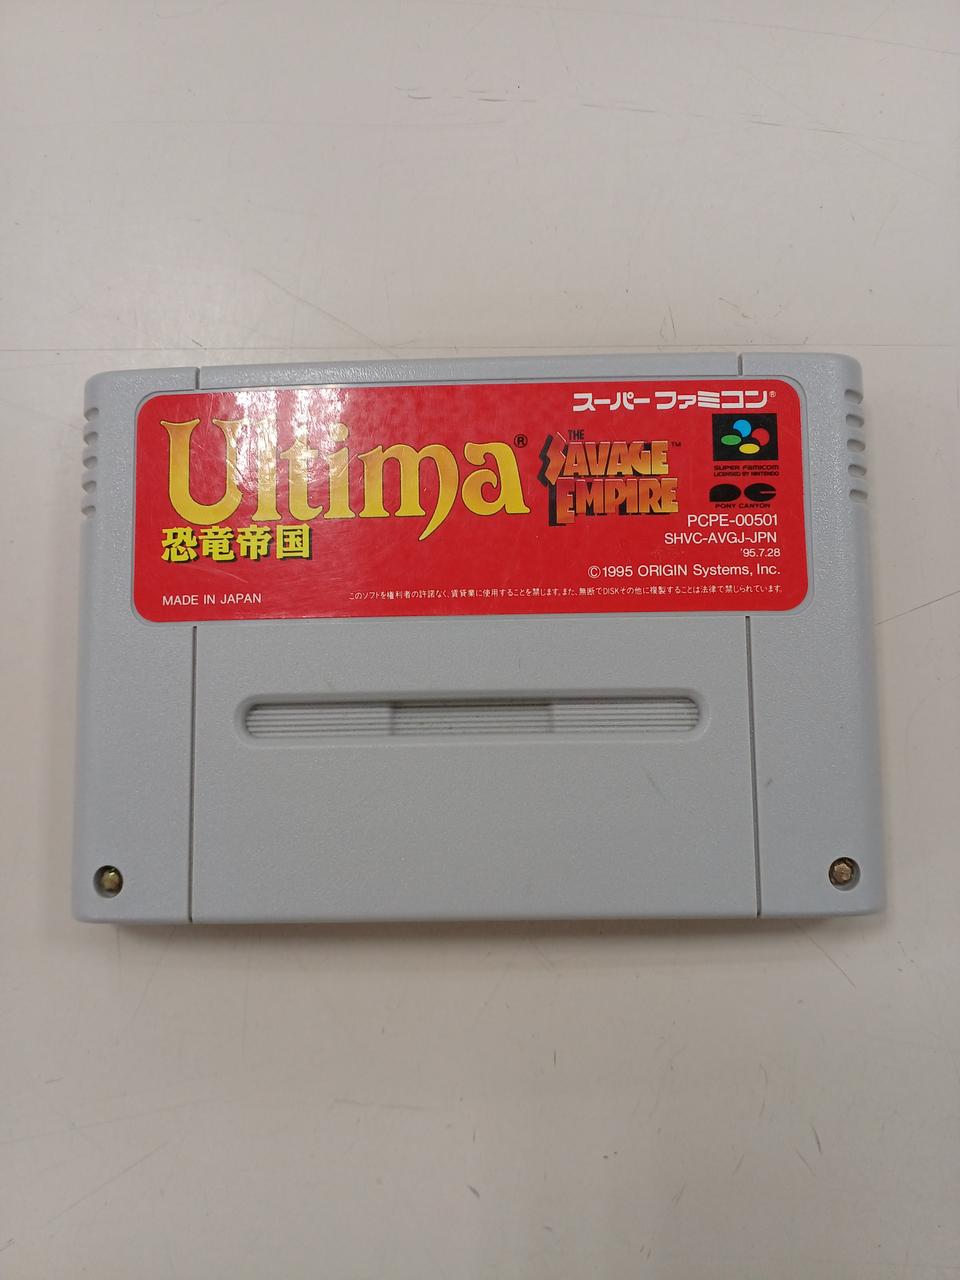 スーパーファミコン®
Ultima®
THE
SAVAGE™
EMPIRE
恐竜帝国
SUPER FAMICOM
LICENSED BY NINTENDO
PONY CANYON
PCPE-00501
SHVC-AVGJ-JPN
'95.7.28
©1995 ORIGIN Systems, Inc.
MADE IN JAPAN
このソフトを権利者の許諾なく、賃貸業に使用することを禁じます。また、無断でDISKその他に複製することは法律で禁じられています。